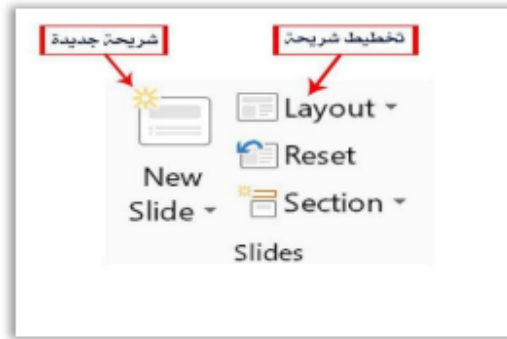 شريحة جديدة
تخطيط شريحة
Layout
Reset
New
Slide
Section
Slides